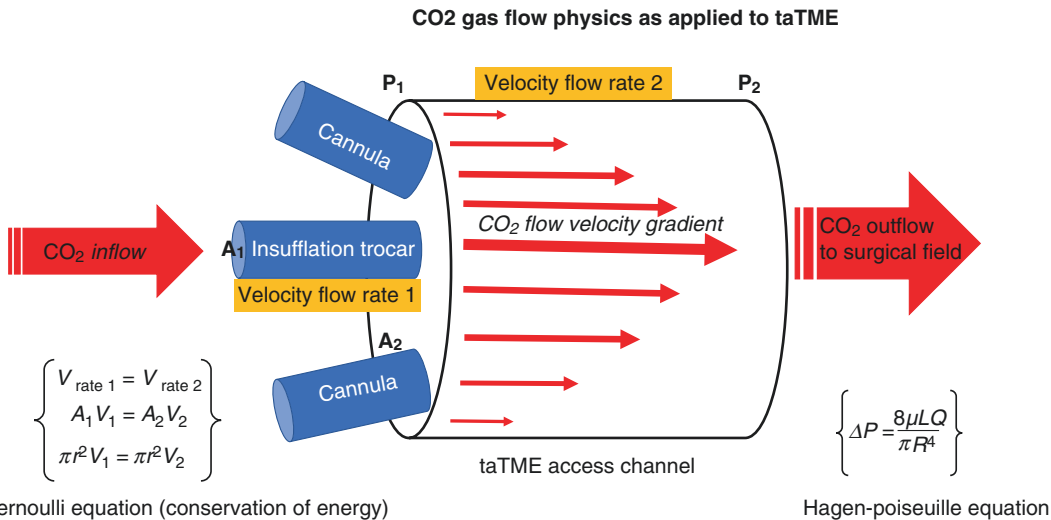 CO2 gas flow physics as applied to taTME
P1
Velocity flow rate 2
P2
Cannula
CO2 flow velocity gradient
CO2 inflow
A1
Insufflation trocar
CO2 outflow
to surgical field
Velocity flow rate 1
A2
Cannula
V rate 1 = V rate 2
A1V1 = A2V2
πr²V1 = πr²V2
ΔP = 8μLQ / πR⁴
taTME access channel
ernoulli equation (conservation of energy)
Hagen-poiseuille equation